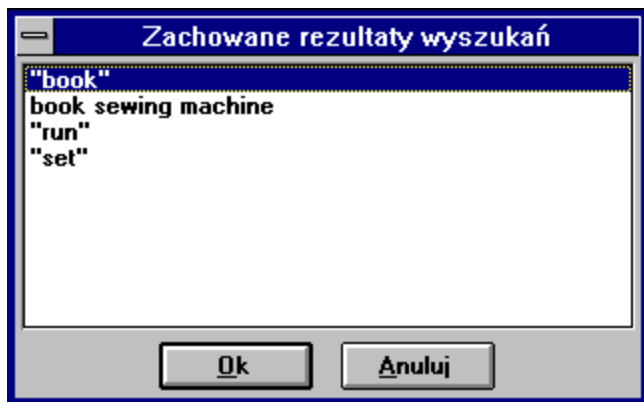 Zachowane rezultaty wyszukań
"book"
book sewing machine
"run"
"set"
Ok
Anuluj